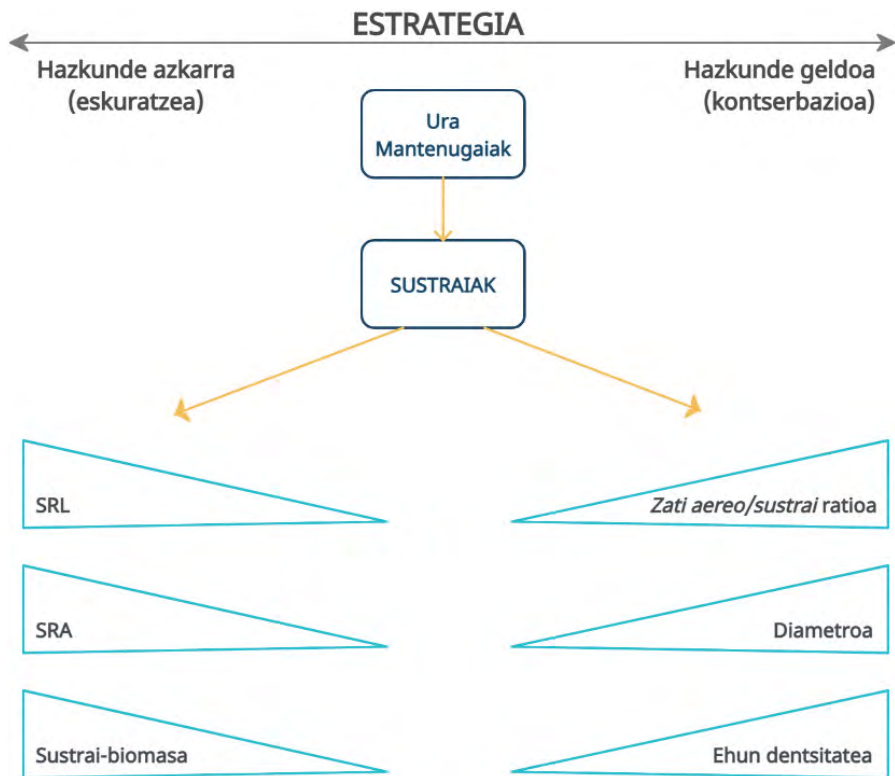 ESTRATEGIA
Hazkunde azkarra
(eskuratzea)
Hazkunde geldoa
(kontserbazioa)
Ura
Mantenugaiak
SUSTRAIAK
SRL
Zati aereo/sustrai ratioa
SRA
Diametroa
Sustrai-biomasa
Ehun dentsitatea